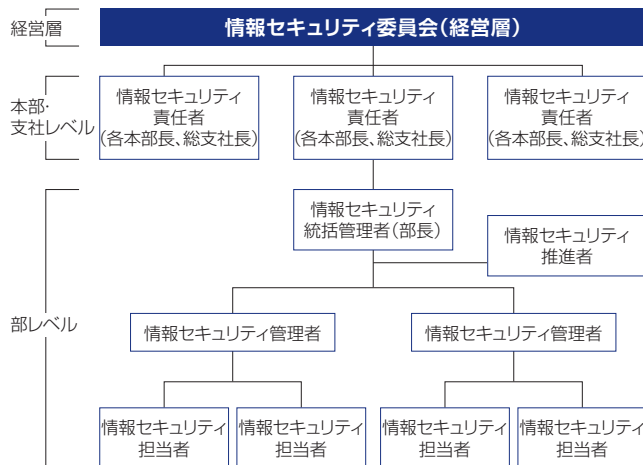 経営層
情報セキュリティ委員会(経営層)
本部・
支社レベル
情報セキュリティ
責任者
(各本部長、総支社長)
情報セキュリティ
責任者
(各本部長、総支社長)
情報セキュリティ
責任者
(各本部長、総支社長)
部レベル
情報セキュリティ
統括管理者(部長)
情報セキュリティ
推進者
情報セキュリティ管理者
情報セキュリティ管理者
情報セキュリティ
担当者
情報セキュリティ
担当者
情報セキュリティ
担当者
情報セキュリティ
担当者